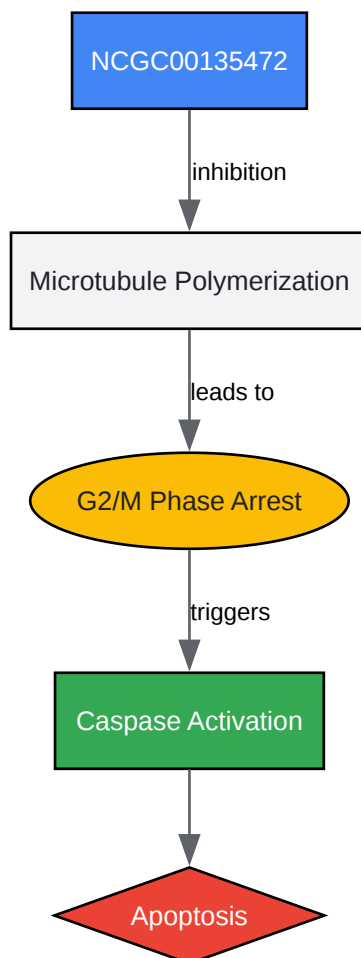 NCGC00135472
inhibition
Microtubule Polymerization
leads to
G2/M Phase Arrest
triggers
Caspase Activation
Apoptosis